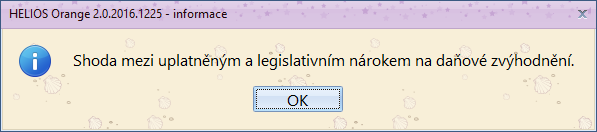 HELIOS Orange 2.0.2016.1225 - informace
Shoda mezi uplatněným a legislativním nárokem na daňové zvýhodnění.
OK